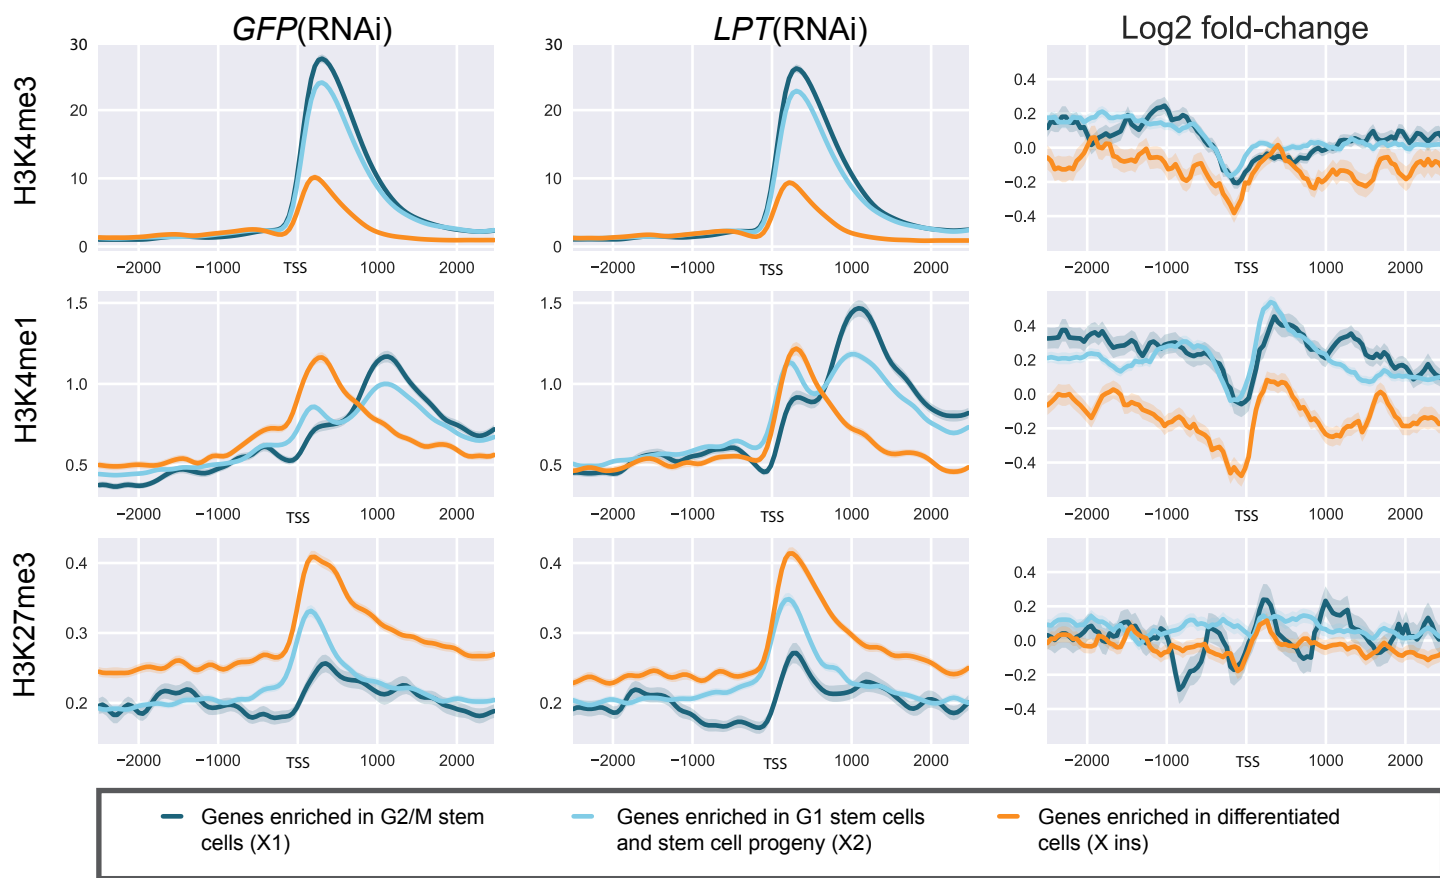 GFP(RNAi) LPT(RNAi) Log2 fold-change
H3K4me3
30
20
10
0
−2000 −1000 TSS 1000 2000
30
20
10
0
−2000 −1000 TSS 1000 2000
0.4
0.2
0.0
−0.2
−0.4
−2000 −1000 TSS 1000 2000
H3K4me1
1.5
1.0
0.5
−2000 −1000 TSS 1000 2000
1.5
1.0
0.5
−2000 −1000 TSS 1000 2000
0.4
0.2
0.0
−0.2
−0.4
−2000 −1000 TSS 1000 2000
H3K27me3
0.4
0.3
0.2
−2000 −1000 TSS 1000 2000
0.4
0.3
0.2
−2000 −1000 TSS 1000 2000
0.4
0.2
0.0
−0.2
−0.4
−2000 −1000 TSS 1000 2000
Genes enriched in G2/M stem
cells (X1)
Genes enriched in G1 stem cells
and stem cell progeny (X2)
Genes enriched in differentiated
cells (X ins)